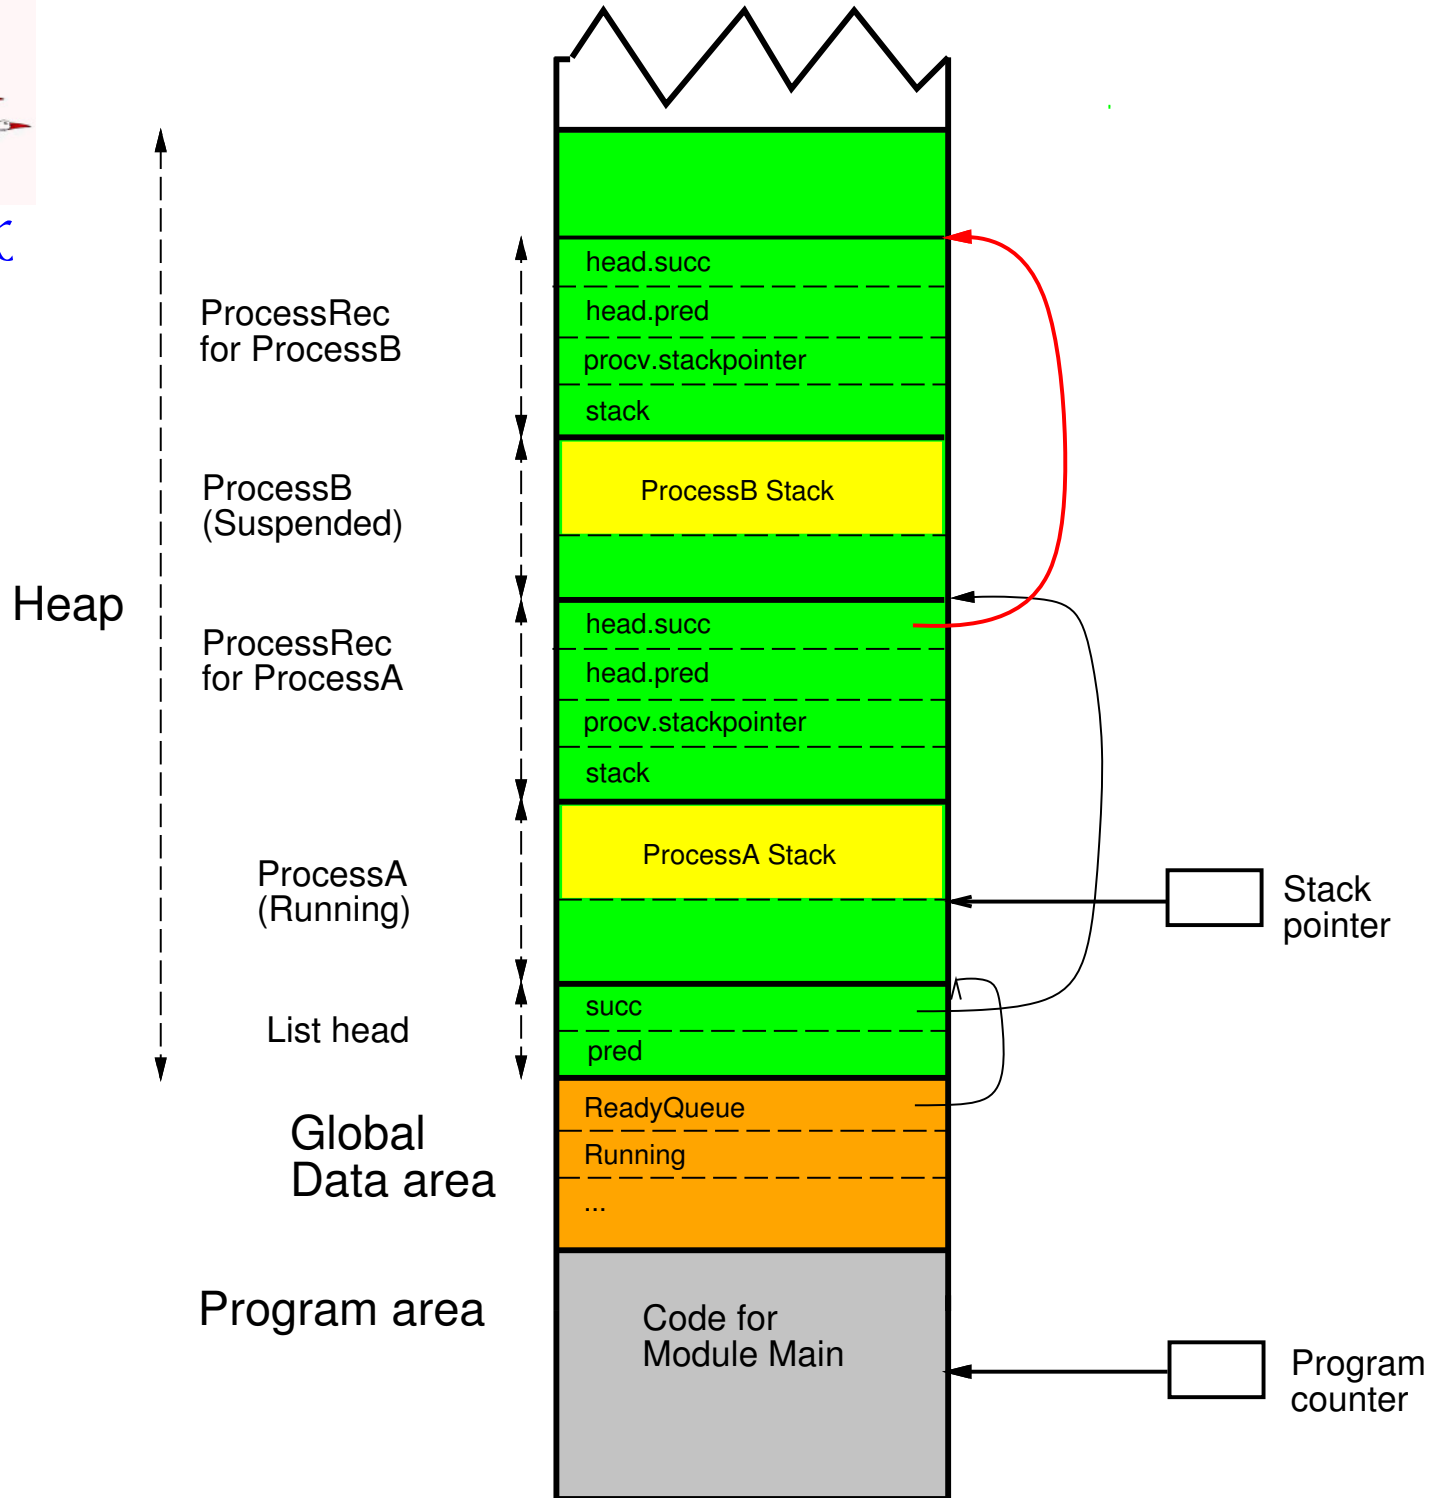 head.succ
head.pred
procv.stackpointer
stack
ProcessRec
for ProcessB
ProcessB Stack
ProcessB
(Suspended)
Heap
head.succ
head.pred
procv.stackpointer
stack
ProcessRec
for ProcessA
ProcessA Stack
ProcessA
(Running)
Stack
pointer
succ
pred
List head
ReadyQueue
Running
...
Global
Data area
Program area
Code for
Module Main
Program
counter